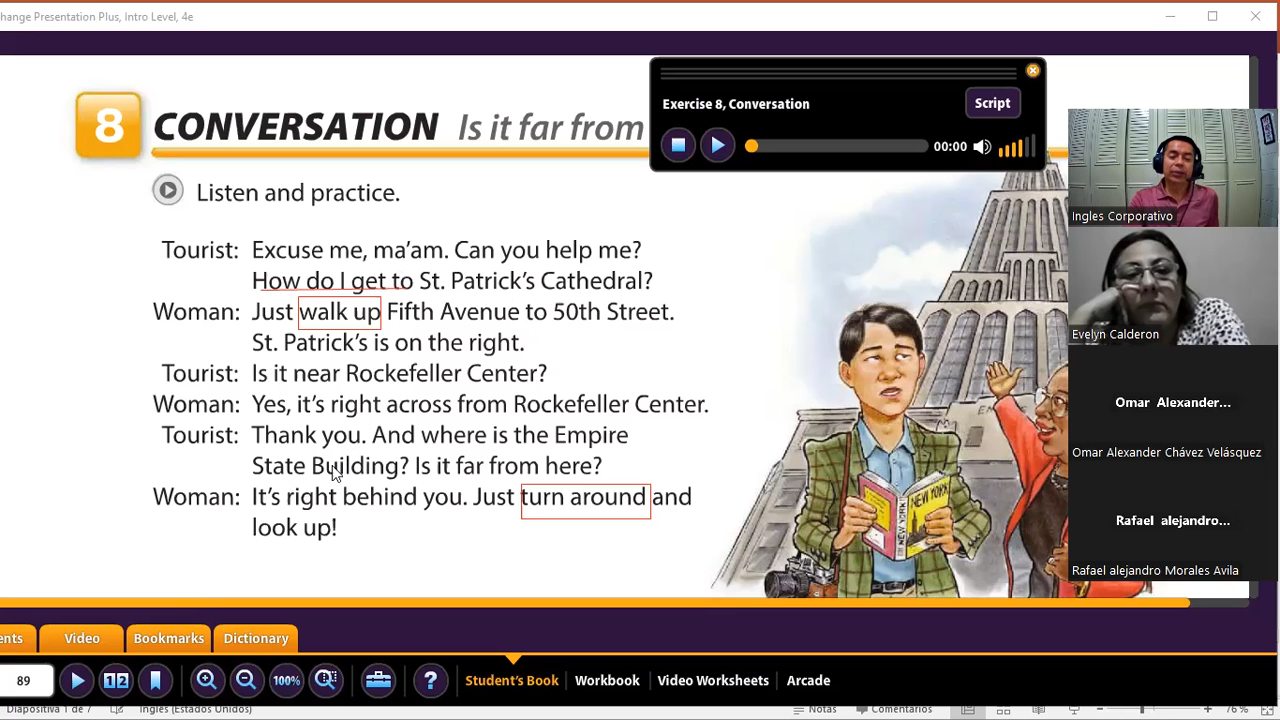 hange Presentation Plus, Intro Level, 4e
8 CONVERSATION Is it far from
Exercise 8, Conversation
Script
00:00
Listen and practice.
Tourist: Excuse me, ma'am. Can you help me?
How do I get to St. Patrick's Cathedral?
Woman: Just walk up Fifth Avenue to 50th Street.
St. Patrick's is on the right.
Tourist: Is it near Rockefeller Center?
Woman: Yes, it's right across from Rockefeller Center.
Tourist: Thank you. And where is the Empire
State Building? Is it far from here?
Woman: It's right behind you. Just turn around and
look up!
NEW YORK
NEW YORK
Ingles Corporativo
Evelyn Calderon
Omar Alexander...
Omar Alexander Chávez Velásquez
Rafael alejandro...
Rafael alejandro Morales Avila
ents Video Bookmarks Dictionary
89 1 2 100% ? Student's Book Workbook Video Worksheets Arcade
Diapositiva 1 de 7 Inglés (Estados Unidos) Notas Comentarios 76 %